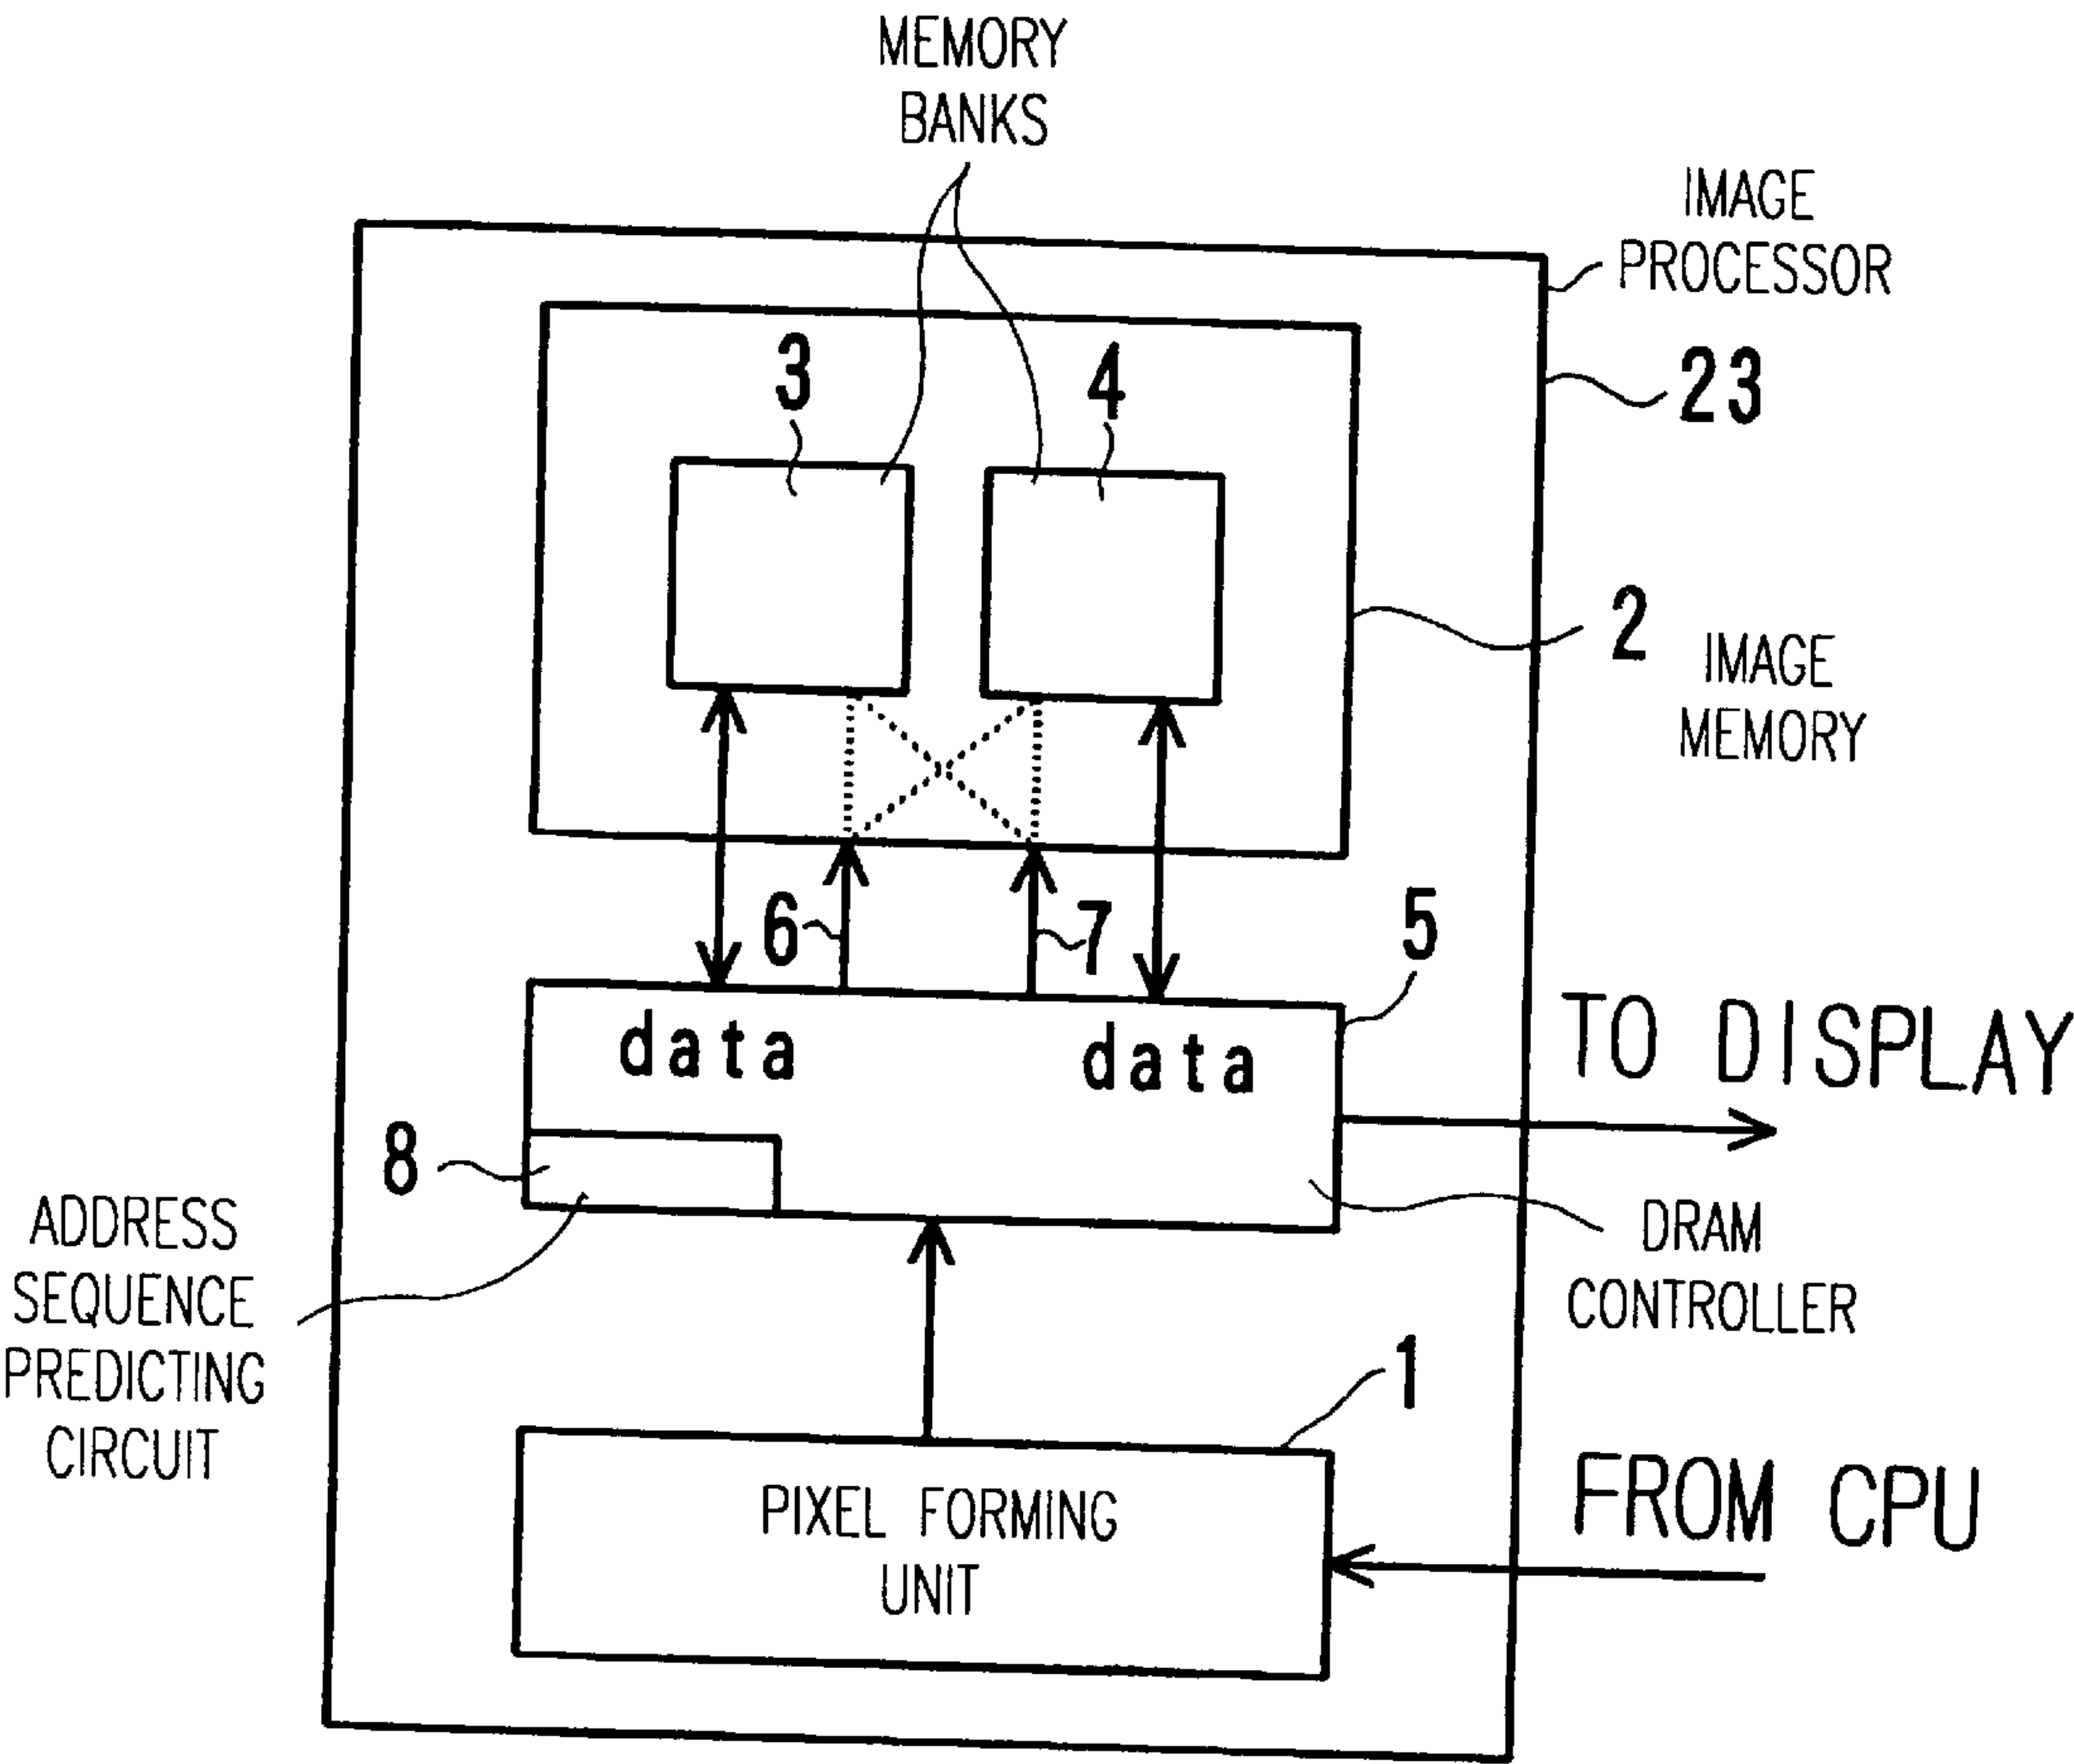 MEMORY
BANKS
IMAGE
PROCESSOR
3
4
23
2
IMAGE
MEMORY
6
7
5
data
data
TO DISPLAY
8
ADDRESS
SEQUENCE
PREDICTING
CIRCUIT
DRAM
CONTROLLER
1
PIXEL FORMING
UNIT
FROM CPU